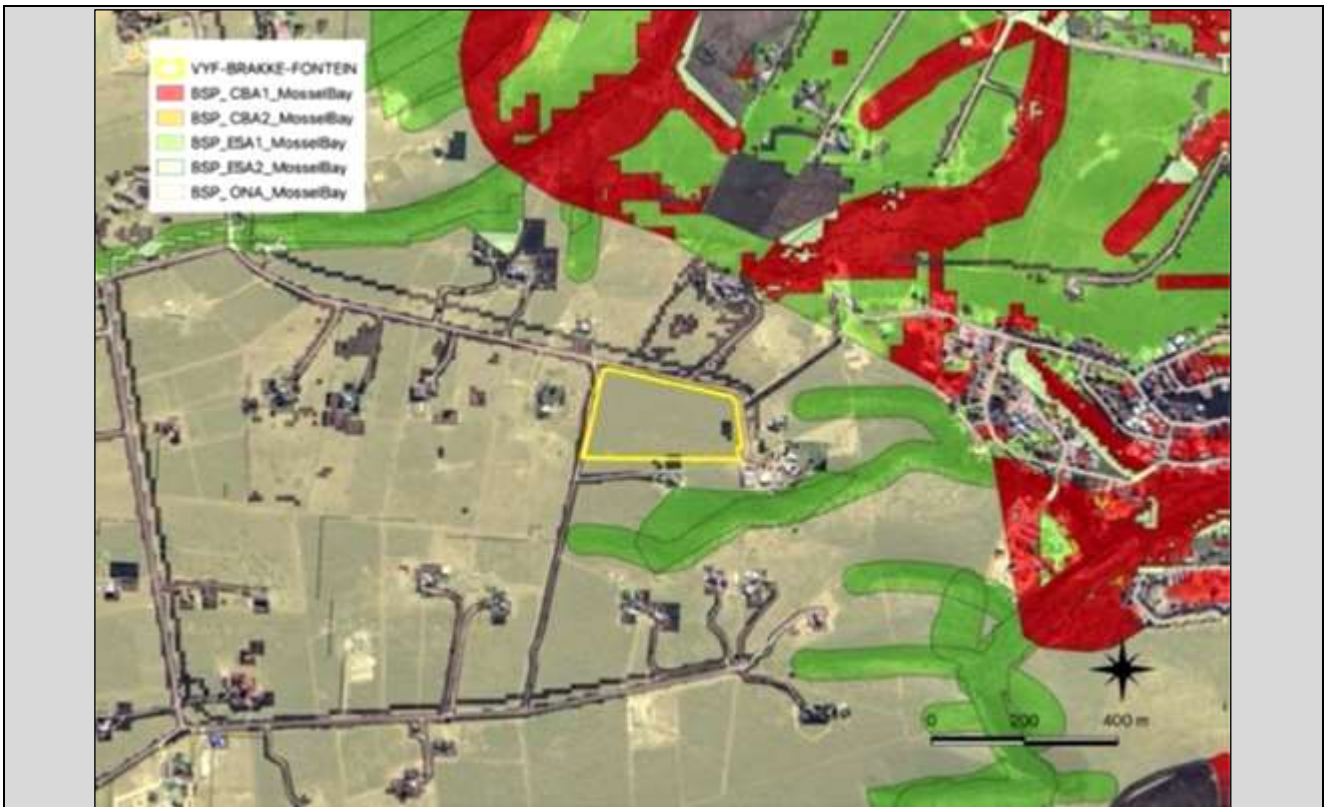 VYF-BRAKKE-FONTEIN
BSP_CBA1_MosselBay
BSP_CBA2_MosselBay
BSP_ESA1_MosselBay
BSP_ESA2_MosselBay
BSP_ONA_MosselBay
0 200 400 m